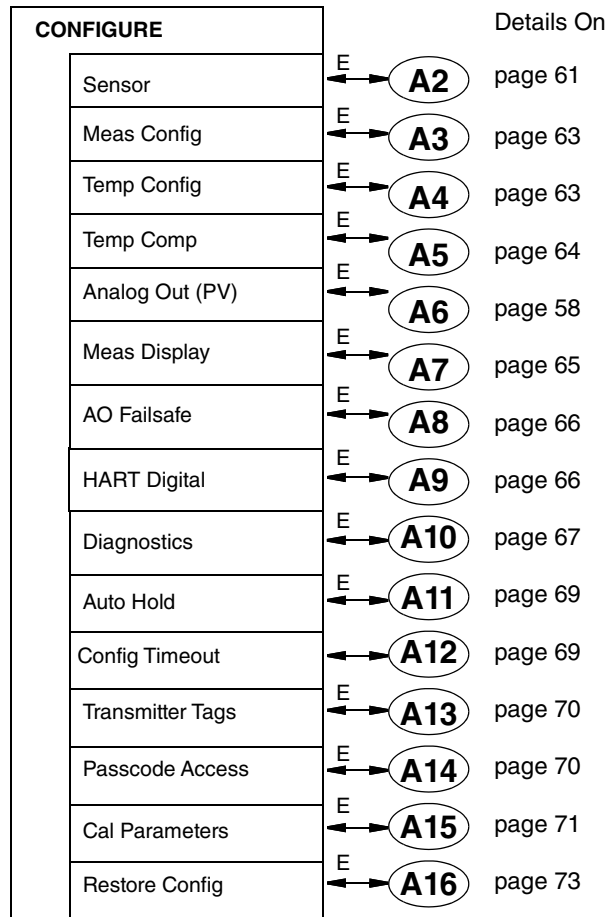 CONFIGURE Details On
Sensor E A2 page 61
Meas Config E A3 page 63
Temp Config E A4 page 63
Temp Comp E A5 page 64
Analog Out (PV) E A6 page 58
Meas Display E A7 page 65
AO Failsafe E A8 page 66
HART Digital E A9 page 66
Diagnostics E A10 page 67
Auto Hold E A11 page 69
Config Timeout A12 page 69
Transmitter Tags E A13 page 70
Passcode Access E A14 page 70
Cal Parameters E A15 page 71
Restore Config E A16 page 73